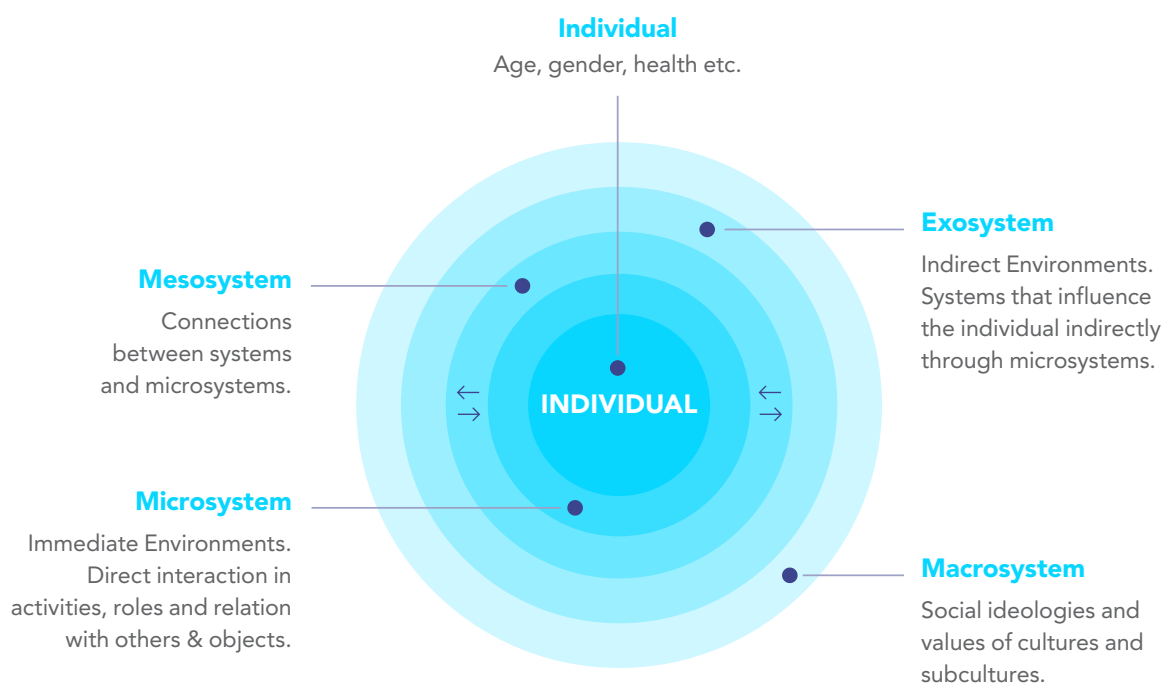 Individual
Age, gender, health etc.
Exosystem
Indirect Environments.
Systems that influence
the individual indirectly
through microsystems.
Mesosystem
Connections
between systems
and microsystems.
INDIVIDUAL
Microsystem
Immediate Environments.
Direct interaction in
activities, roles and relation
with others & objects.
Macrosystem
Social ideologies and
values of cultures and
subcultures.